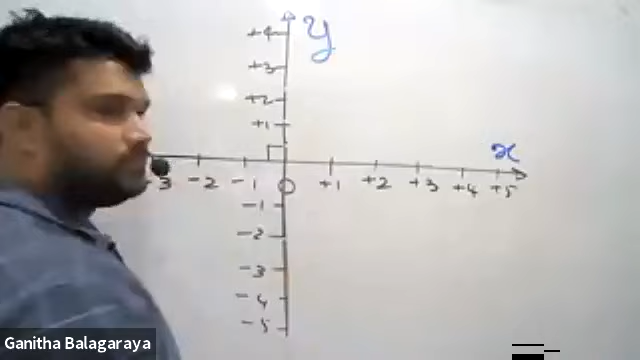 +4 y
+3
+2
+1
x
-3 -2 -1 0 +1 +2 +3 +4 +5
-1
-2
-3
-4
-5
Ganitha Balagaraya